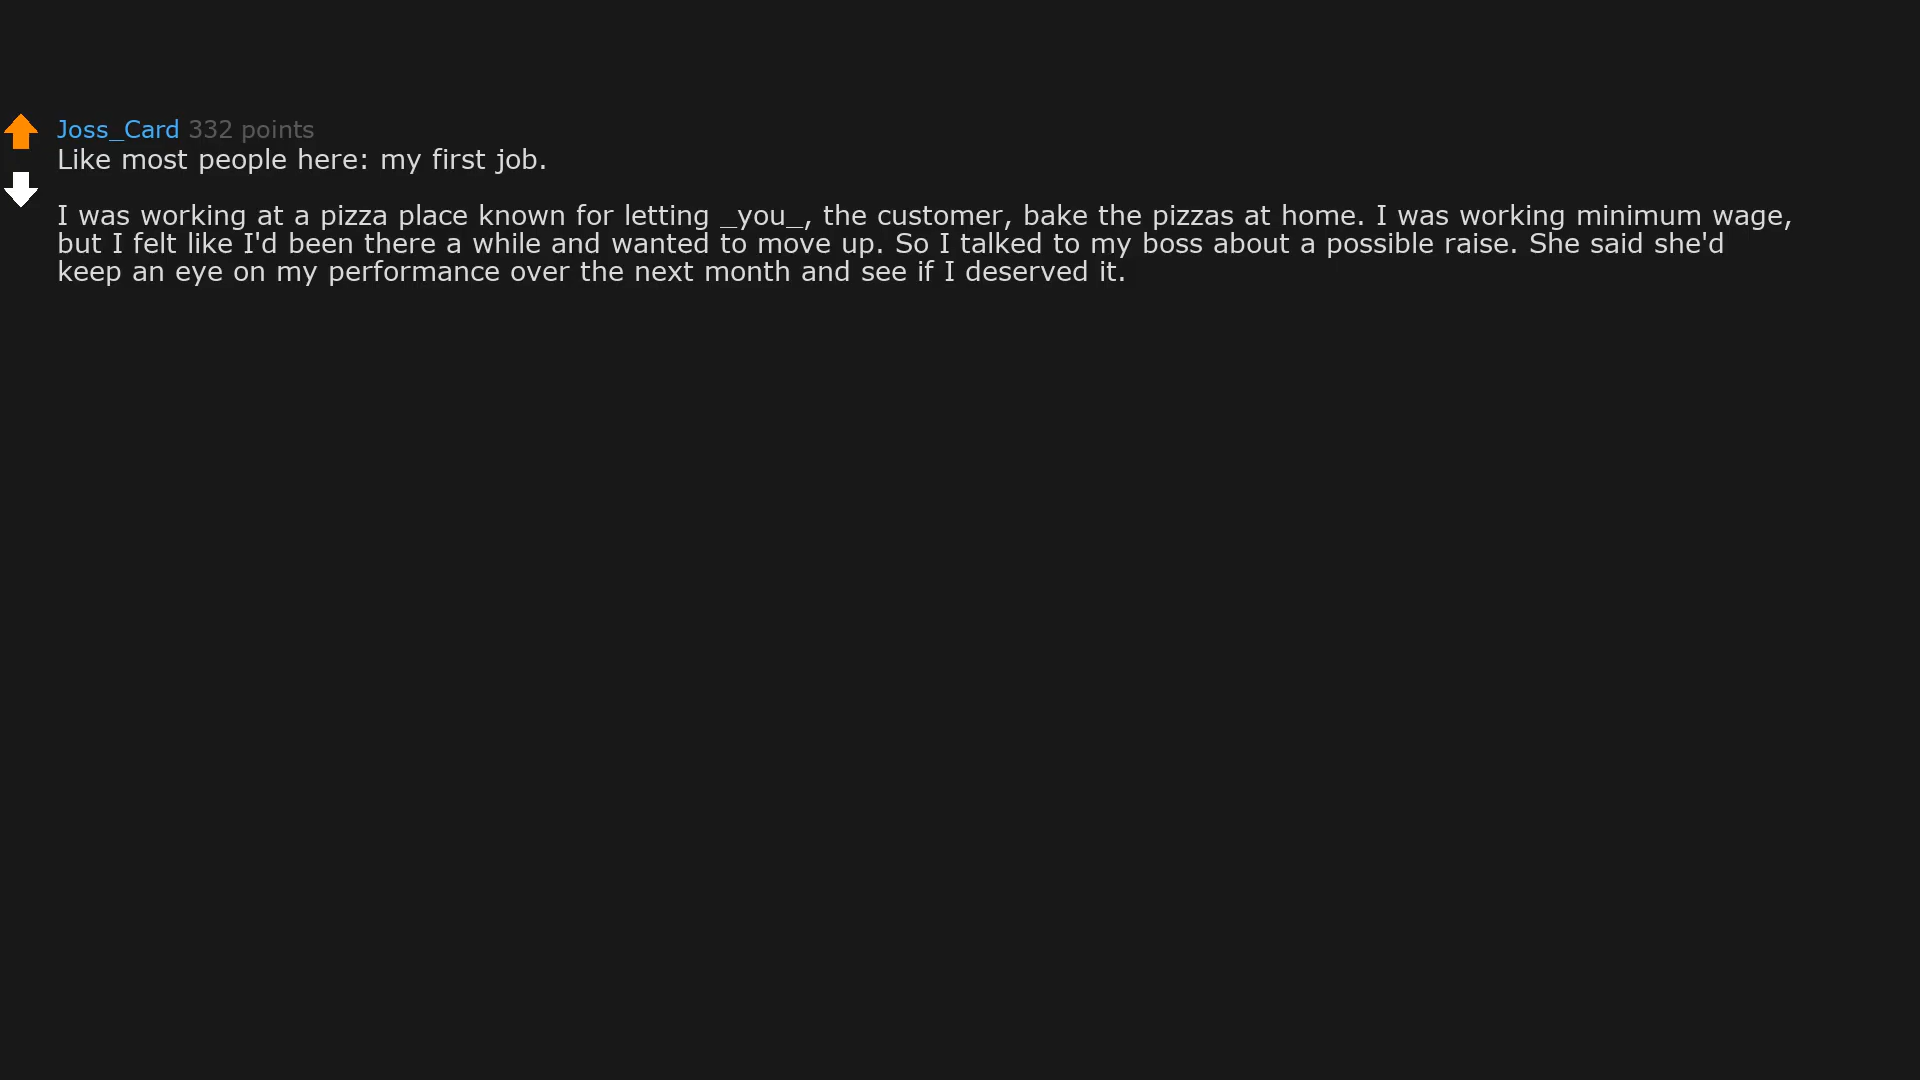 Joss_Card 332 points
Like most people here: my first job.
I was working at a pizza place known for letting _you_, the customer, bake the pizzas at home. I was working minimum wage,
but I felt like I'd been there a while and wanted to move up. So I talked to my boss about a possible raise. She said she'd
keep an eye on my performance over the next month and see if I deserved it.